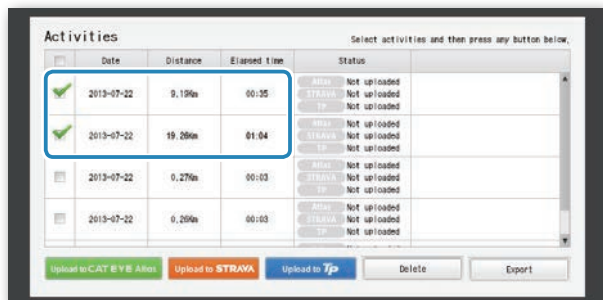 Activities
Select activities and then press any button below.
Date Distance Elapsed time Status
2013-07-22 9.19Km 00:35
Atlas Not uploaded
STRAVA Not uploaded
TP Not uploaded
2013-07-22 19.26Km 01:04
Atlas Not uploaded
STRAVA Not uploaded
TP Not uploaded
2013-07-22 0.27Km 00:03
Atlas Not uploaded
STRAVA Not uploaded
TP Not uploaded
2013-07-22 0.26Km 00:03
Atlas Not uploaded
STRAVA Not uploaded
TP Not uploaded
Upload to CATEYE Atlas Upload to STRAVA Upload to Tp Delete Export